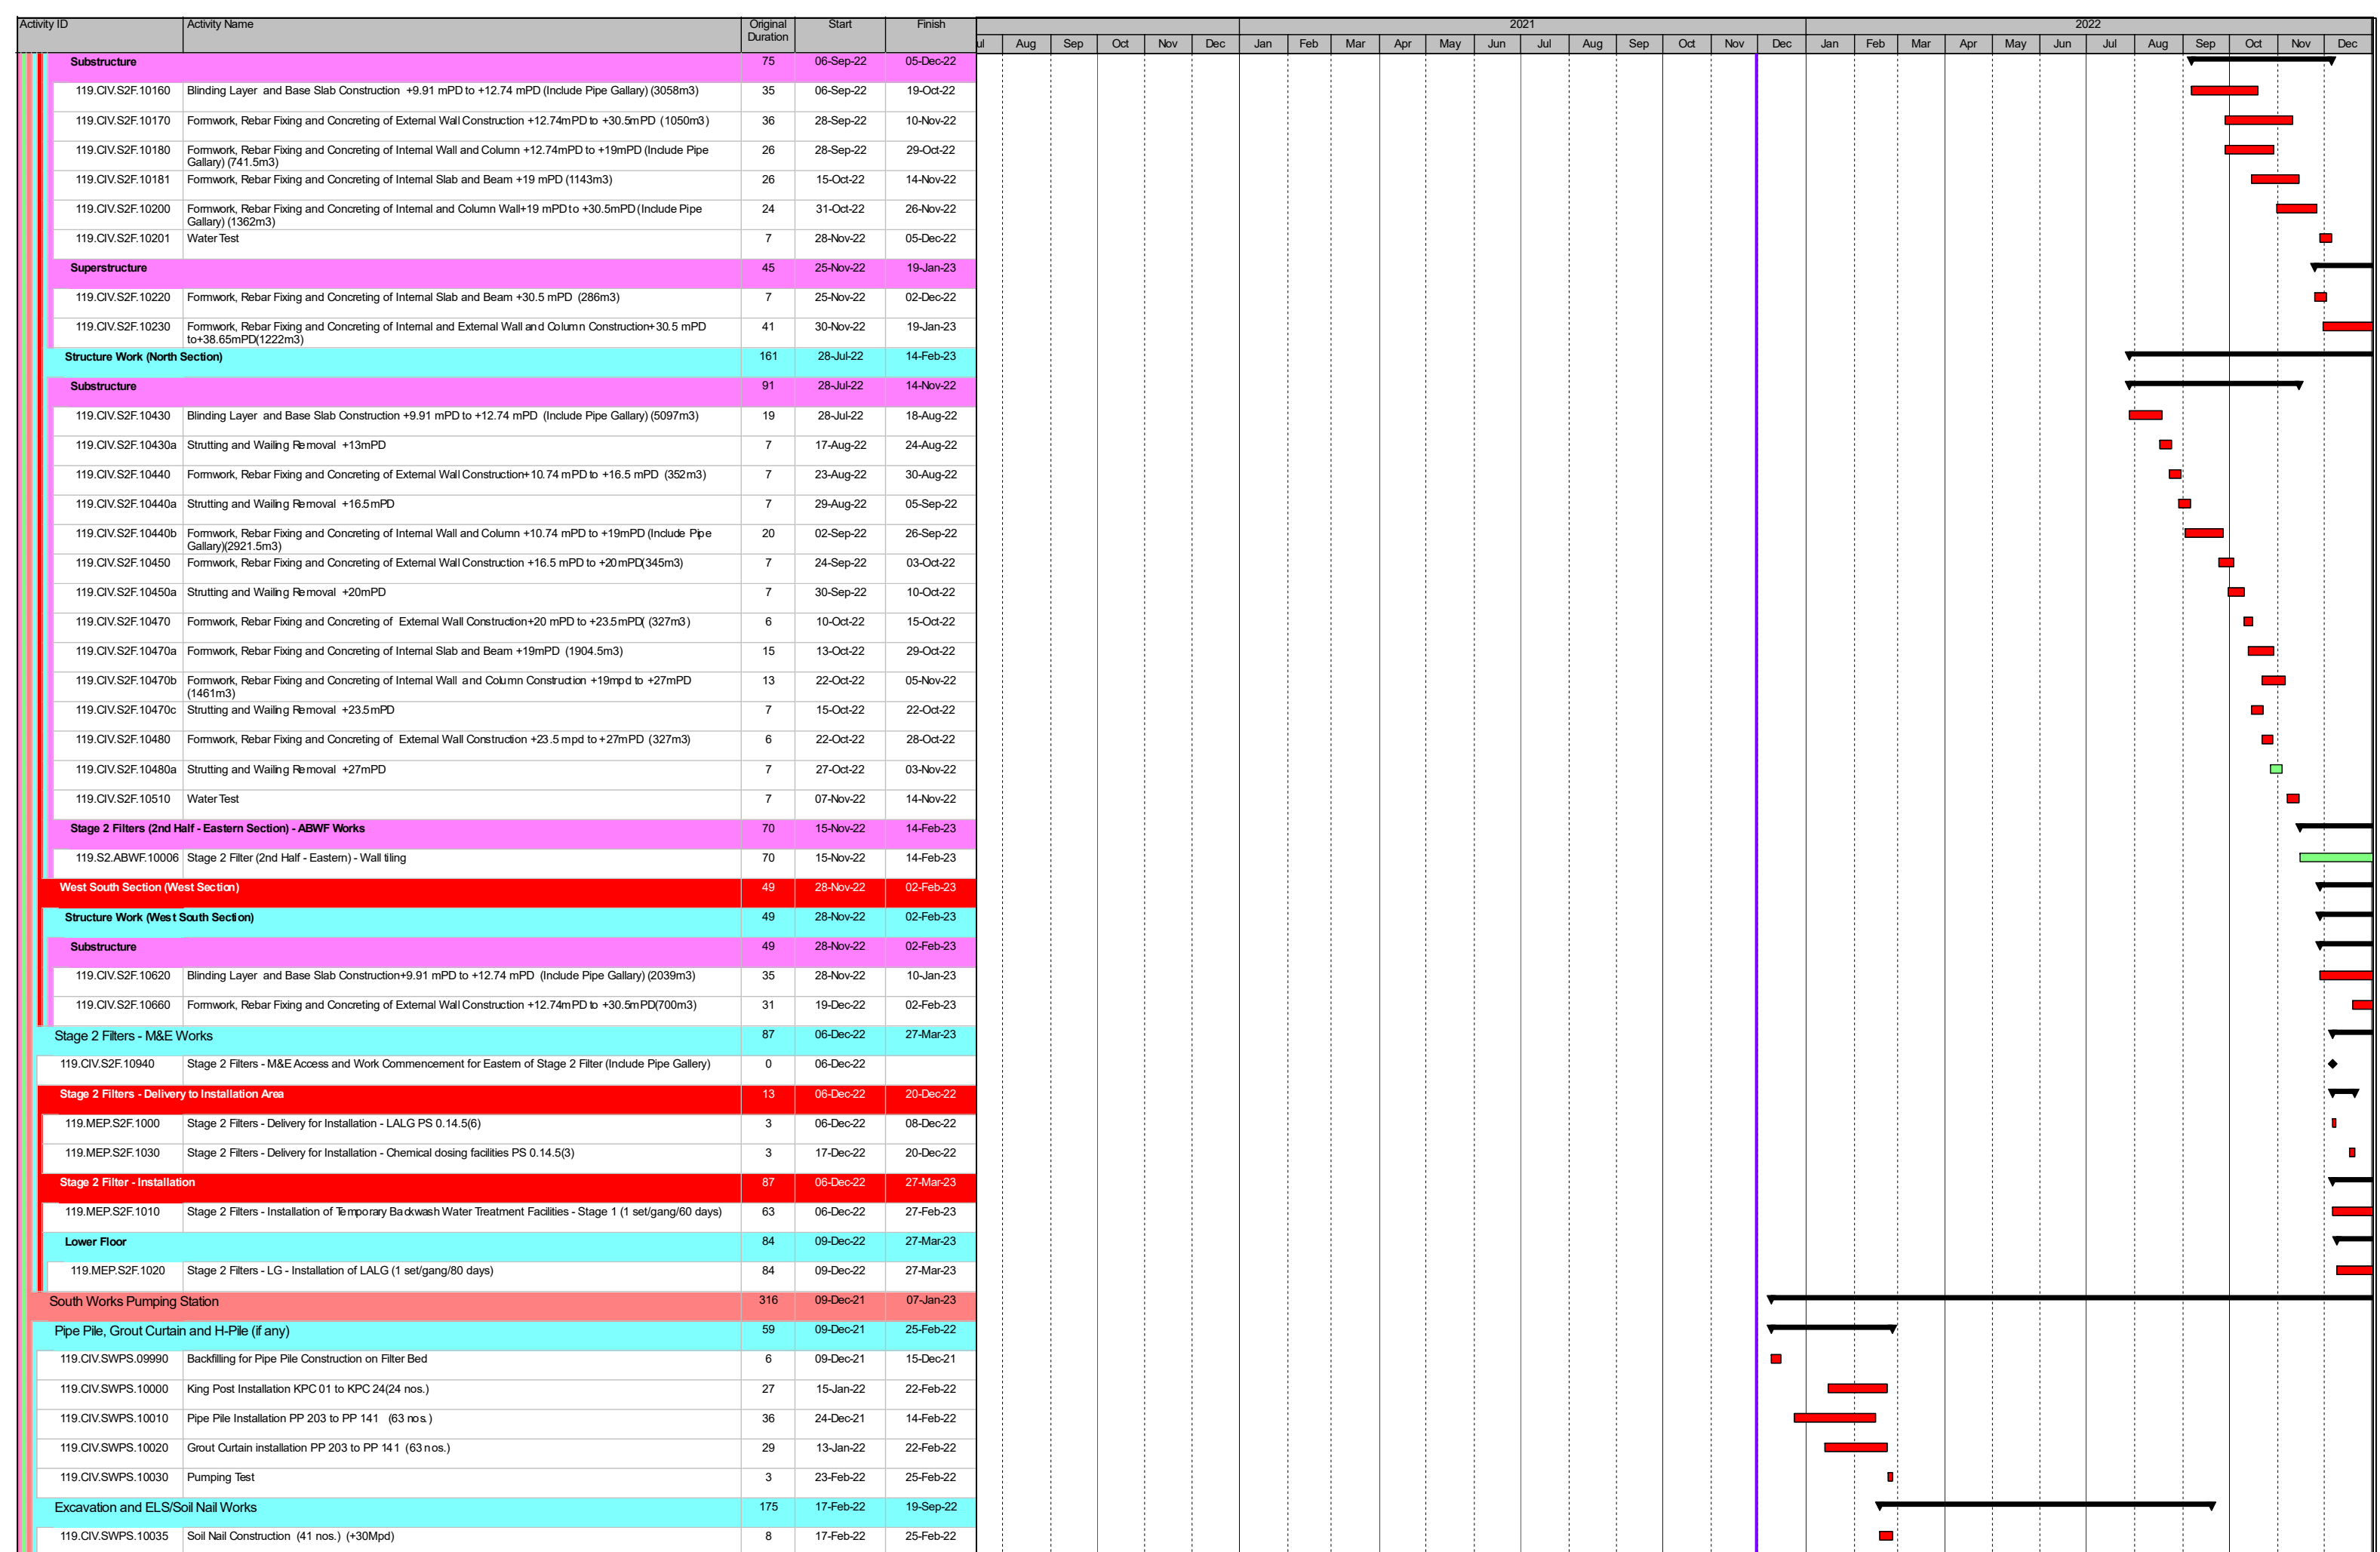 Activity ID Activity Name Original Duration Start Finish 2021 2022
ul Aug Sep Oct Nov Dec Jan Feb Mar Apr May Jun Jul Aug Sep Oct Nov Dec Jan Feb Mar Apr May Jun Jul Aug Sep Oct Nov Dec
Substructure 75 06-Sep-22 05-Dec-22
119.CIV.S2F.10160 Blinding Layer and Base Slab Construction +9.91 mPD to +12.74 mPD (Include Pipe Gallary) (3058m3) 35 06-Sep-22 19-Oct-22
119.CIV.S2F.10170 Formwork, Rebar Fixing and Concreting of External Wall Construction +12.74mPD to +30.5mPD (1050m3) 36 28-Sep-22 10-Nov-22
119.CIV.S2F.10180 Formwork, Rebar Fixing and Concreting of Internal Wall and Column +12.74mPD to +19mPD (Include Pipe 26 28-Sep-22 29-Oct-22
Gallary) (741.5m3)
119.CIV.S2F.10181 Formwork, Rebar Fixing and Concreting of Internal Slab and Beam +19 mPD (1143m3) 26 15-Oct-22 14-Nov-22
119.CIV.S2F.10200 Formwork, Rebar Fixing and Concreting of Internal and Column Wall+19 mPD to +30.5mPD (Include Pipe 24 31-Oct-22 26-Nov-22
Gallary) (1362m3)
119.CIV.S2F.10201 Water Test 7 28-Nov-22 05-Dec-22
Superstructure 45 25-Nov-22 19-Jan-23
119.CIV.S2F.10220 Formwork, Rebar Fixing and Concreting of Internal Slab and Beam +30.5 mPD (286m3) 7 25-Nov-22 02-Dec-22
119.CIV.S2F.10230 Formwork, Rebar Fixing and Concreting of Internal and External Wall and Column Construction+30.5 mPD 41 30-Nov-22 19-Jan-23
to+38.65mPD(1222m3)
Structure Work (North Section) 161 28-Jul-22 14-Feb-23
Substructure 91 28-Jul-22 14-Nov-22
119.CIV.S2F.10430 Blinding Layer and Base Slab Construction +9.91 mPD to +12.74 mPD (Include Pipe Gallary) (5097m3) 19 28-Jul-22 18-Aug-22
119.CIV.S2F.10430a Strutting and Wailing Removal +13mPD 7 17-Aug-22 24-Aug-22
119.CIV.S2F.10440 Formwork, Rebar Fixing and Concreting of External Wall Construction+10.74 mPD to +16.5 mPD (352m3) 7 23-Aug-22 30-Aug-22
119.CIV.S2F.10440a Strutting and Wailing Removal +16.5mPD 7 29-Aug-22 05-Sep-22
119.CIV.S2F.10440b Formwork, Rebar Fixing and Concreting of Internal Wall and Column +10.74 mPD to +19mPD (Include Pipe 20 02-Sep-22 26-Sep-22
Gallary)(2921.5m3)
119.CIV.S2F.10450 Formwork, Rebar Fixing and Concreting of External Wall Construction +16.5 mPD to +20mPD(345m3) 7 24-Sep-22 03-Oct-22
119.CIV.S2F.10450a Strutting and Wailing Removal +20mPD 7 30-Sep-22 10-Oct-22
119.CIV.S2F.10470 Formwork, Rebar Fixing and Concreting of External Wall Construction+20 mPD to +23.5mPD( (327m3) 6 10-Oct-22 15-Oct-22
119.CIV.S2F.10470a Formwork, Rebar Fixing and Concreting of Internal Slab and Beam +19mPD (1904.5m3) 15 13-Oct-22 29-Oct-22
119.CIV.S2F.10470b Formwork, Rebar Fixing and Concreting of Internal Wall and Column Construction +19mpd to +27mPD 13 22-Oct-22 05-Nov-22
(1461m3)
119.CIV.S2F.10470c Strutting and Wailing Removal +23.5mPD 7 15-Oct-22 22-Oct-22
119.CIV.S2F.10480 Formwork, Rebar Fixing and Concreting of External Wall Construction +23.5 mpd to +27mPD (327m3) 6 22-Oct-22 28-Oct-22
119.CIV.S2F.10480a Strutting and Wailing Removal +27mPD 7 27-Oct-22 03-Nov-22
119.CIV.S2F.10510 Water Test 7 07-Nov-22 14-Nov-22
Stage 2 Filters (2nd Half - Eastern Section) - ABWF Works 70 15-Nov-22 14-Feb-23
119.S2.ABWF.10006 Stage 2 Filter (2nd Half - Eastern) - Wall tiling 70 15-Nov-22 14-Feb-23
West South Section (West Section) 49 28-Nov-22 02-Feb-23
Structure Work (West South Section) 49 28-Nov-22 02-Feb-23
Substructure 49 28-Nov-22 02-Feb-23
119.CIV.S2F.10620 Blinding Layer and Base Slab Construction+9.91 mPD to +12.74 mPD (Include Pipe Gallary) (2039m3) 35 28-Nov-22 10-Jan-23
119.CIV.S2F.10660 Formwork, Rebar Fixing and Concreting of External Wall Construction +12.74mPD to +30.5mPD(700m3) 31 19-Dec-22 02-Feb-23
Stage 2 Filters - M&E Works 87 06-Dec-22 27-Mar-23
119.CIV.S2F.10940 Stage 2 Filters - M&E Access and Work Commencement for Eastern of Stage 2 Filter (Include Pipe Gallery) 0 06-Dec-22
Stage 2 Filters - Delivery to Installation Area 13 06-Dec-22 20-Dec-22
119.MEP.S2F.1000 Stage 2 Filters - Delivery for Installation - LALG PS 0.14.5(6) 3 06-Dec-22 08-Dec-22
119.MEP.S2F.1030 Stage 2 Filters - Delivery for Installation - Chemical dosing facilities PS 0.14.5(3) 3 17-Dec-22 20-Dec-22
Stage 2 Filter - Installation 87 06-Dec-22 27-Mar-23
119.MEP.S2F.1010 Stage 2 Filters - Installation of Temporary Backwash Water Treatment Facilities - Stage 1 (1 set/gang/60 days) 63 06-Dec-22 27-Feb-23
Lower Floor 84 09-Dec-22 27-Mar-23
119.MEP.S2F.1020 Stage 2 Filters - LG - Installation of LALG (1 set/gang/80 days) 84 09-Dec-22 27-Mar-23
South Works Pumping Station 316 09-Dec-21 07-Jan-23
Pipe Pile, Grout Curtain and H-Pile (if any) 59 09-Dec-21 25-Feb-22
119.CIV.SWPS.09990 Backfilling for Pipe Pile Construction on Filter Bed 6 09-Dec-21 15-Dec-21
119.CIV.SWPS.10000 King Post Installation KPC 01 to KPC 24(24 nos.) 27 15-Jan-22 22-Feb-22
119.CIV.SWPS.10010 Pipe Pile Installation PP 203 to PP 141 (63 nos.) 36 24-Dec-21 14-Feb-22
119.CIV.SWPS.10020 Grout Curtain installation PP 203 to PP 141 (63 nos.) 29 13-Jan-22 22-Feb-22
119.CIV.SWPS.10030 Pumping Test 3 23-Feb-22 25-Feb-22
Excavation and ELS/Soil Nail Works 175 17-Feb-22 19-Sep-22
119.CIV.SWPS.10035 Soil Nail Construction (41 nos.) (+30Mpd) 8 17-Feb-22 25-Feb-22